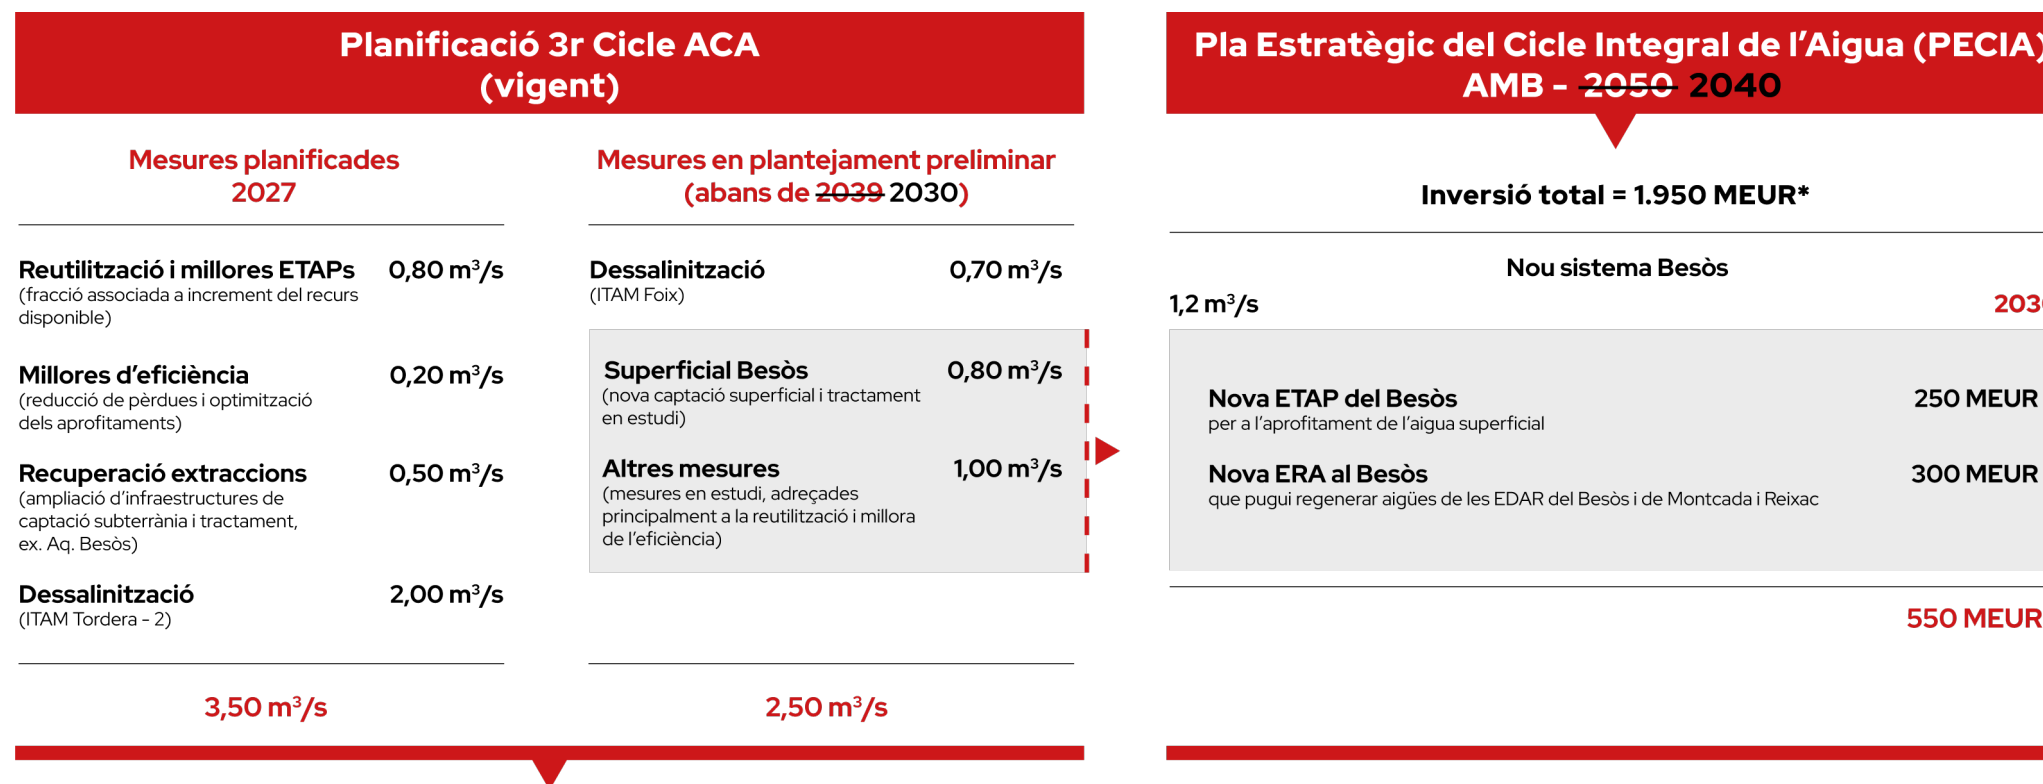 Planificació 3r Cicle ACA
(vigent)
Mesures planificades
2027
Reutilització i millores ETAPs 0,80 m³/s
(fracció associada a increment del recurs
disponible)
Millores d’eficiència 0,20 m³/s
(reducció de pèrdues i optimització
dels aprofitaments)
Recuperació extraccions 0,50 m³/s
(ampliació d’infraestructures de
captació subterrània i tractament,
ex. Aq. Besòs)
Dessalinització 2,00 m³/s
(ITAM Tordera - 2)
3,50 m³/s
Mesures en plantejament preliminar
(abans de 2039 2030)
Dessalinització 0,70 m³/s
(ITAM Foix)
Superficial Besòs 0,80 m³/s
(nova captació superficial i tractament
en estudi)
Altres mesures 1,00 m³/s
(mesures en estudi, adreçades
principalment a la reutilització i millora
de l’eficiència)
2,50 m³/s
Pla Estratègic del Cicle Integral de l’Aigua (PECIA)
AMB - 2050 2040
Inversió total = 1.950 MEUR*
Nou sistema Besòs
1,2 m³/s
Nova ETAP del Besòs 250 MEUR
per a l’aprofitament de l’aigua superficial
Nova ERA al Besòs 300 MEUR
que pugui regenerar aigües de les EDAR del Besòs i de Montcada i Reixac
550 MEUR